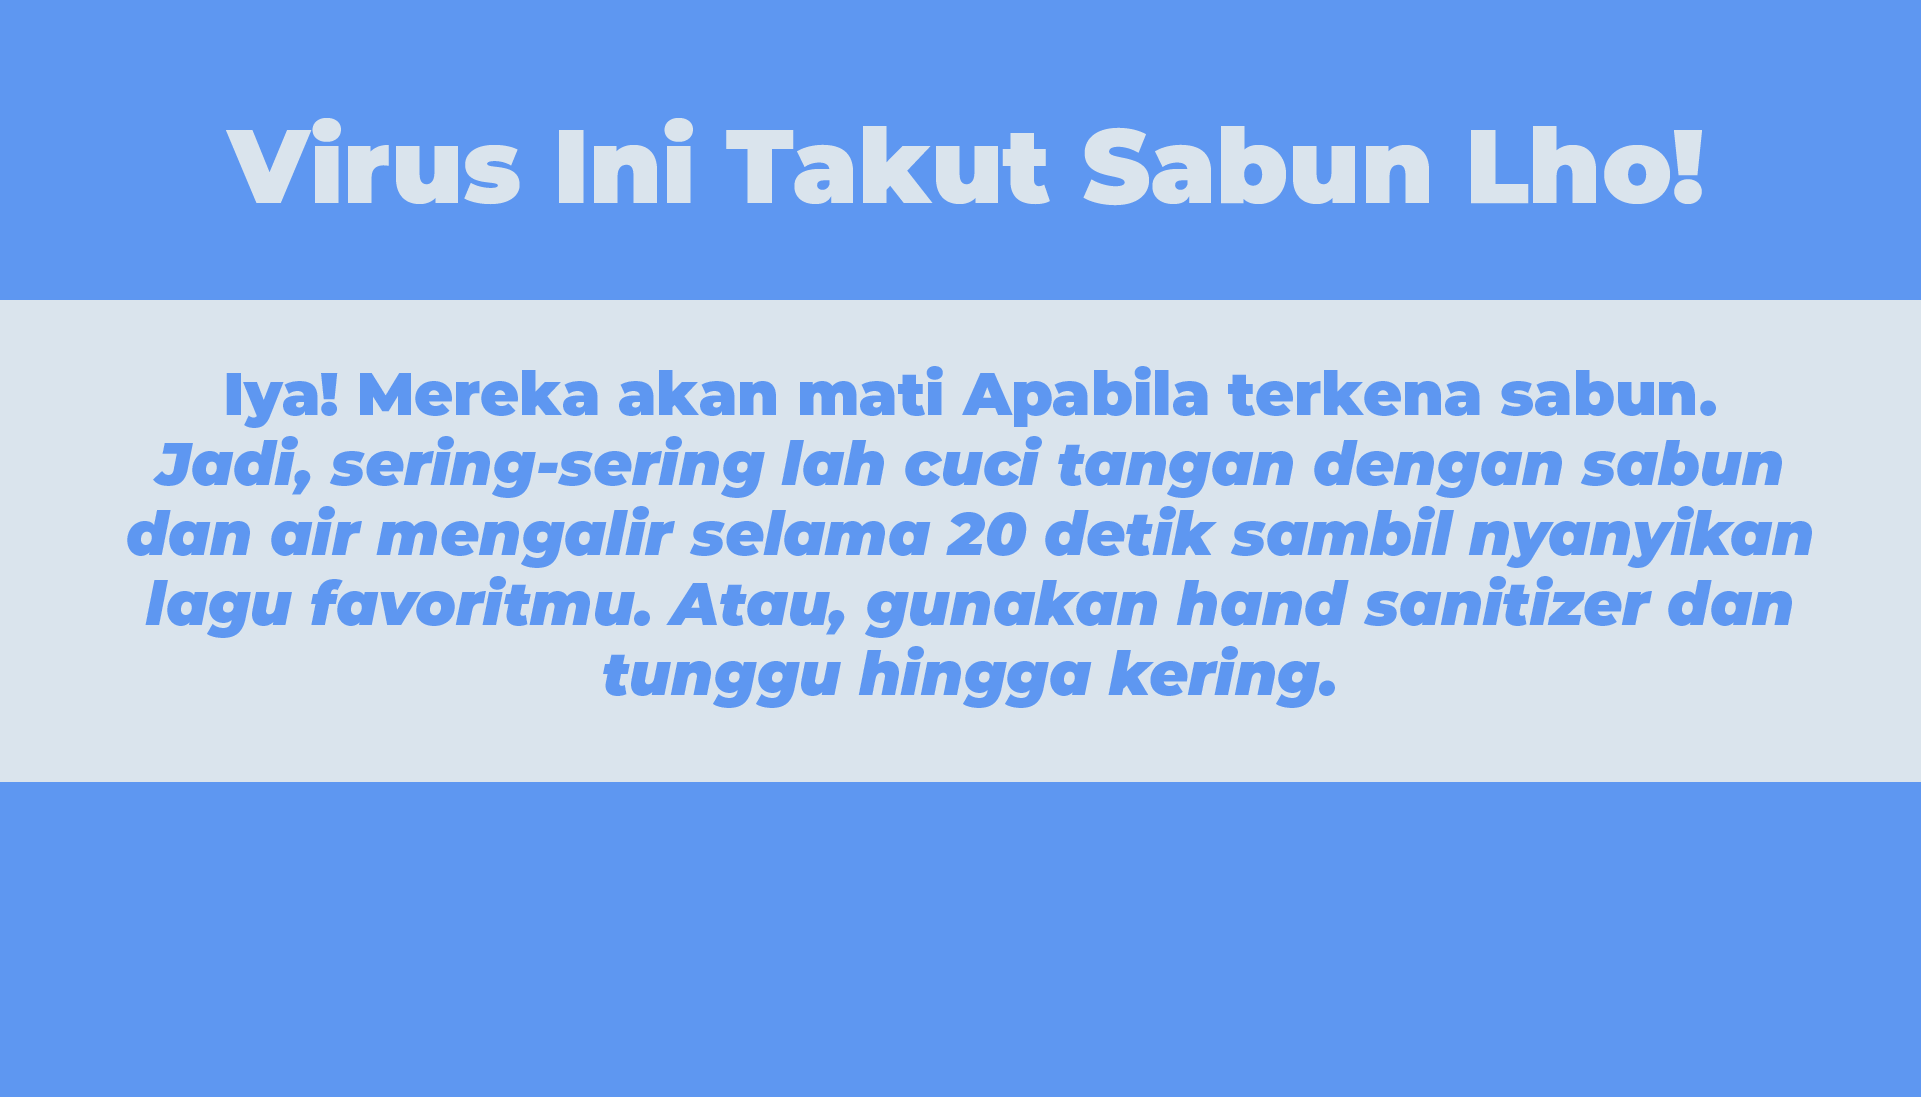 Virus Ini Takut Sabun Lho!
Iya! Mereka akan mati Apabila terkena sabun.
Jadi, sering-sering lah cuci tangan dengan sabun
dan air mengalir selama 20 detik sambil nyanyikan
lagu favoritmu. Atau, gunakan hand sanitizer dan
tunggu hingga kering.